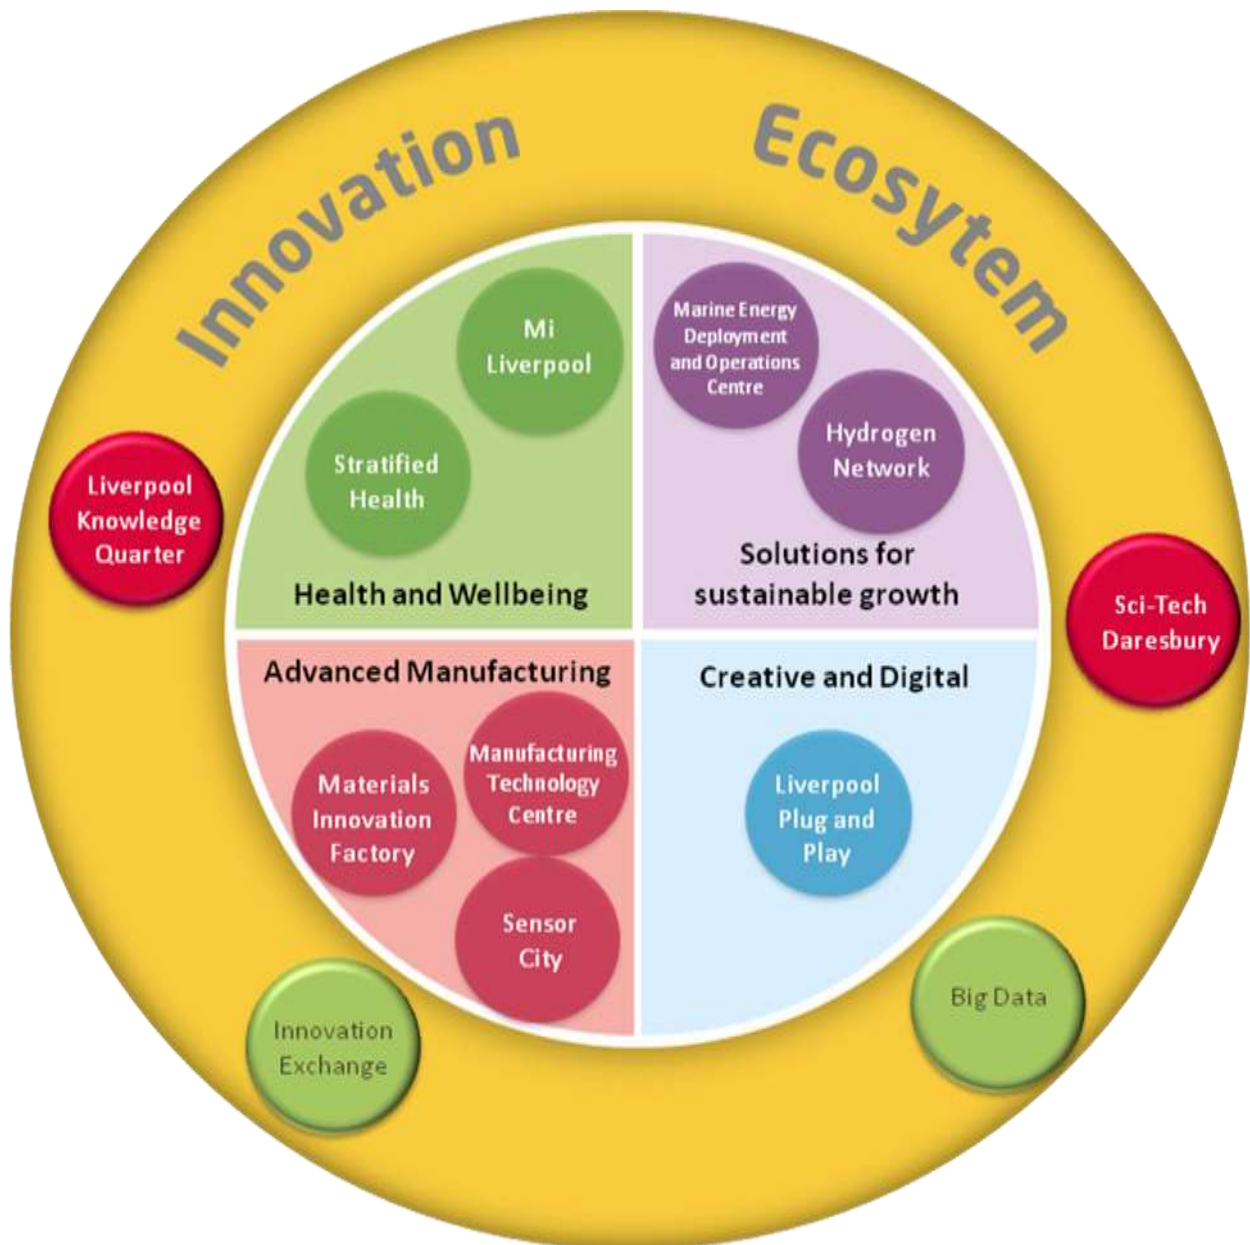 Innovation
Ecosytem
Mi
Liverpool
Stratified
Health
Health and Wellbeing
Marine Energy
Deployment
and Operations
Centre
Hydrogen
Network
Solutions for
sustainable growth
Liverpool
Knowledge
Quarter
Sci-Tech
Daresbury
Advanced Manufacturing
Manufacturing
Technology
Centre
Materials
Innovation
Factory
Sensor
City
Creative and Digital
Liverpool
Plug and
Play
Innovation
Exchange
Big Data